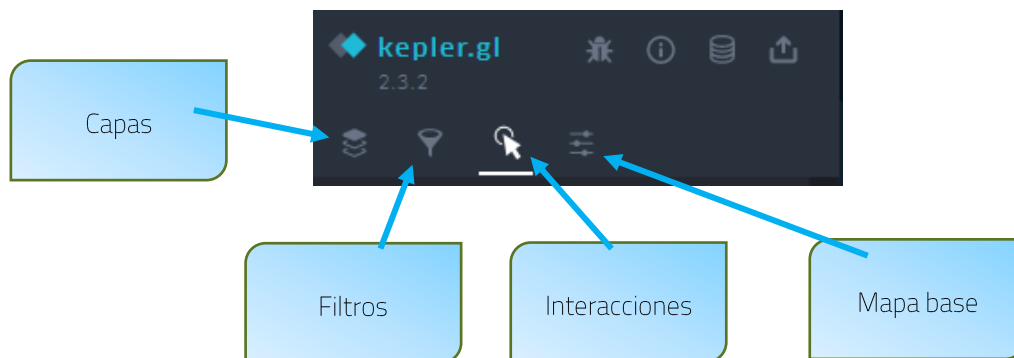 kepler.gl
2.3.2
Capas
Filtros
Interacciones
Mapa base